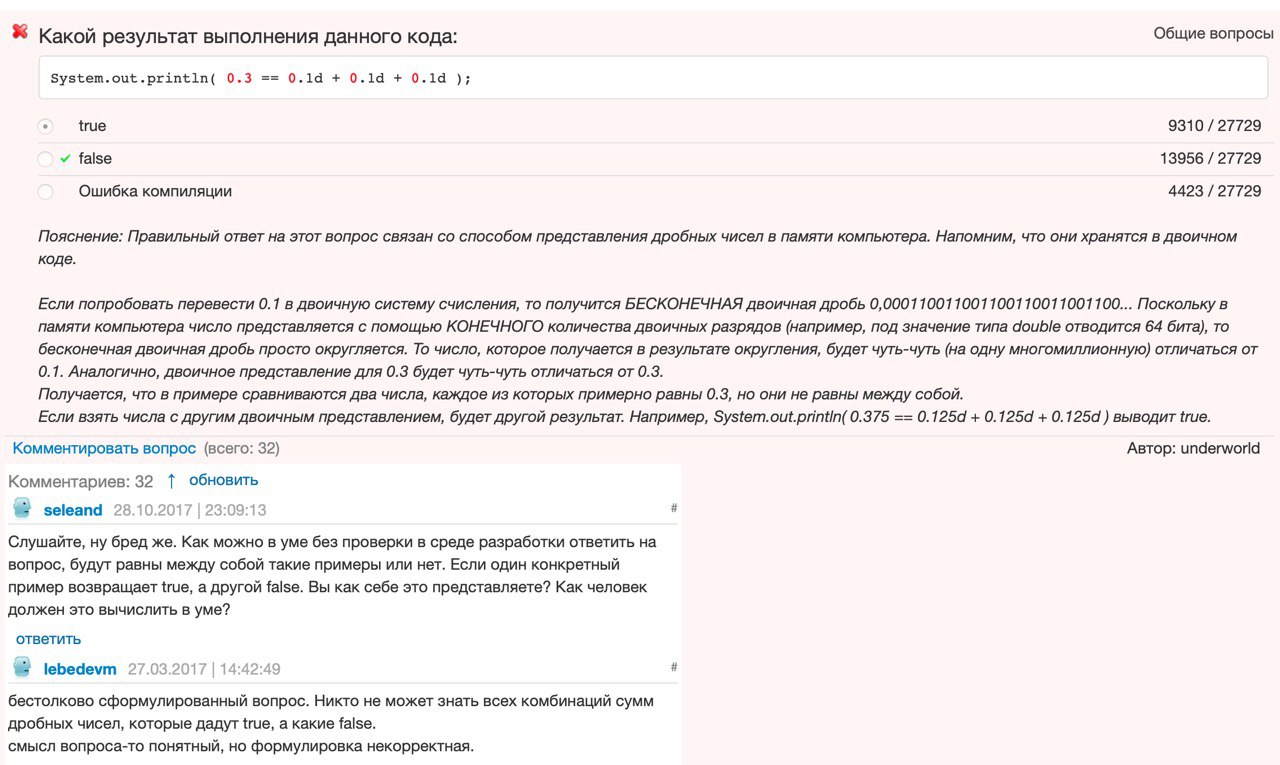 Какой результат выполнения данного кода:
Общие вопросы
System.out.println( 0.3 == 0.1d + 0.1d + 0.1d );
true
9310 / 27729
false
13956 / 27729
Ошибка компиляции
4423 / 27729
Пояснение: Правильный ответ на этот вопрос связан со способом представления дробных чисел в памяти компьютера. Напомним, что они хранятся в двоичном
коде.
Если попробовать перевести 0.1 в двоичную систему счисления, то получится БЕСКОНЕЧНАЯ двоичная дробь 0,0001100110011001100110011001100... Поскольку в
памяти компьютера число представляется с помощью КОНЕЧНОГО количества двоичных разрядов (например, под значение типа double отводится 64 бита), то
бесконечная двоичная дробь просто округляется. То число, которое получается в результате округления, будет чуть-чуть (на одну многомиллионную) отличаться от
0.1. Аналогично, двоичное представление для 0.3 будет чуть-чуть отличаться от 0.3.
Получается, что в примере сравниваются два числа, каждое из которых примерно равны 0.3, но они не равны между собой.
Если взять числа с другим двоичным представлением, будет другой результат. Например, System.out.println( 0.375 == 0.125d + 0.125d + 0.125d ) выводит true.
Комментировать вопрос (всего: 32)
Автор: underworld
Комментариев: 32 ↑ обновить
seleand 28.10.2017 | 23:09:13
#
Слушайте, ну бред же. Как можно в уме без проверки в среде разработки ответить на
вопрос, будут равны между собой такие примеры или нет. Если один конкретный
пример возвращает true, а другой false. Вы как себе это представляете? Как человек
должен это вычислить в уме?
ответить
lebedevm 27.03.2017 | 14:42:49
#
бестолково сформулированный вопрос. Никто не может знать всех комбинаций сумм
дробных чисел, которые дадут true, а какие false.
смысл вопроса-то понятный, но формулировка некорректная.